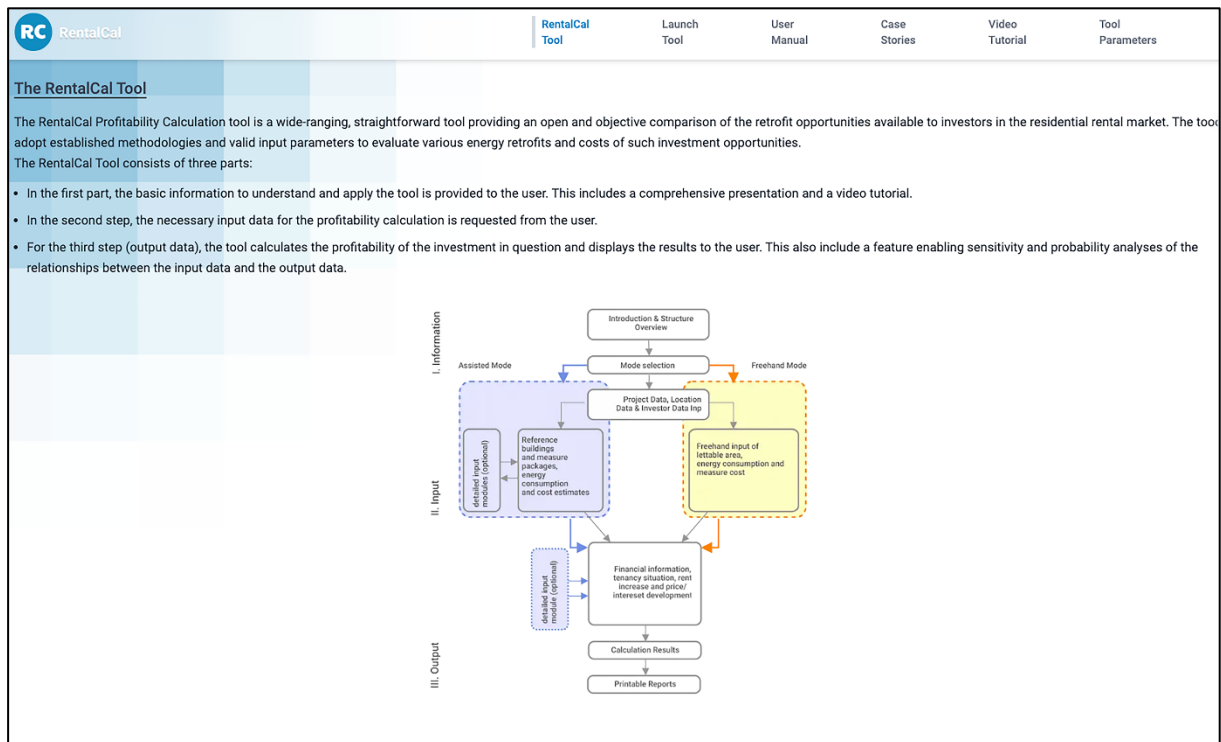 RC RentalCal
RentalCal Tool
Launch Tool
User Manual
Case Stories
Video Tutorial
Tool Parameters
The RentalCal Tool
The RentalCal Profitability Calculation tool is a wide-ranging, straightforward tool providing an open and objective comparison of the retrofit opportunities available to investors in the residential rental market. The
adopt established methodologies and valid input parameters to evaluate various energy retrofits and costs of such investment opportunities.
The RentalCal Tool consists of three parts:
• In the first part, the basic information to understand and apply the tool is provided to the user. This includes a comprehensive presentation and a video tutorial.
• In the second step, the necessary input data for the profitability calculation is requested from the user.
• For the third step (output data), the tool calculates the profitability of the investment in question and displays the results to the user. This also include a feature enabling sensitivity and probability analyses of the
relationships between the input data and the output data.
I. Information
Introduction & Structure
Overview
Assisted Mode
Mode selection
Freehand Mode
Project Data, Location
Data & Investor Data Inp
II. Input
detailed input
modules (optional)
Reference
buildings
and measure
packages,
energy
consumption
and cost estimates
Freehand input of
lettable area,
energy consumption and
measure cost
detailed input
module (optional)
Financial information,
tenancy situation, rent
increase and price/
intereset development
III. Output
Calculation Results
Printable Reports